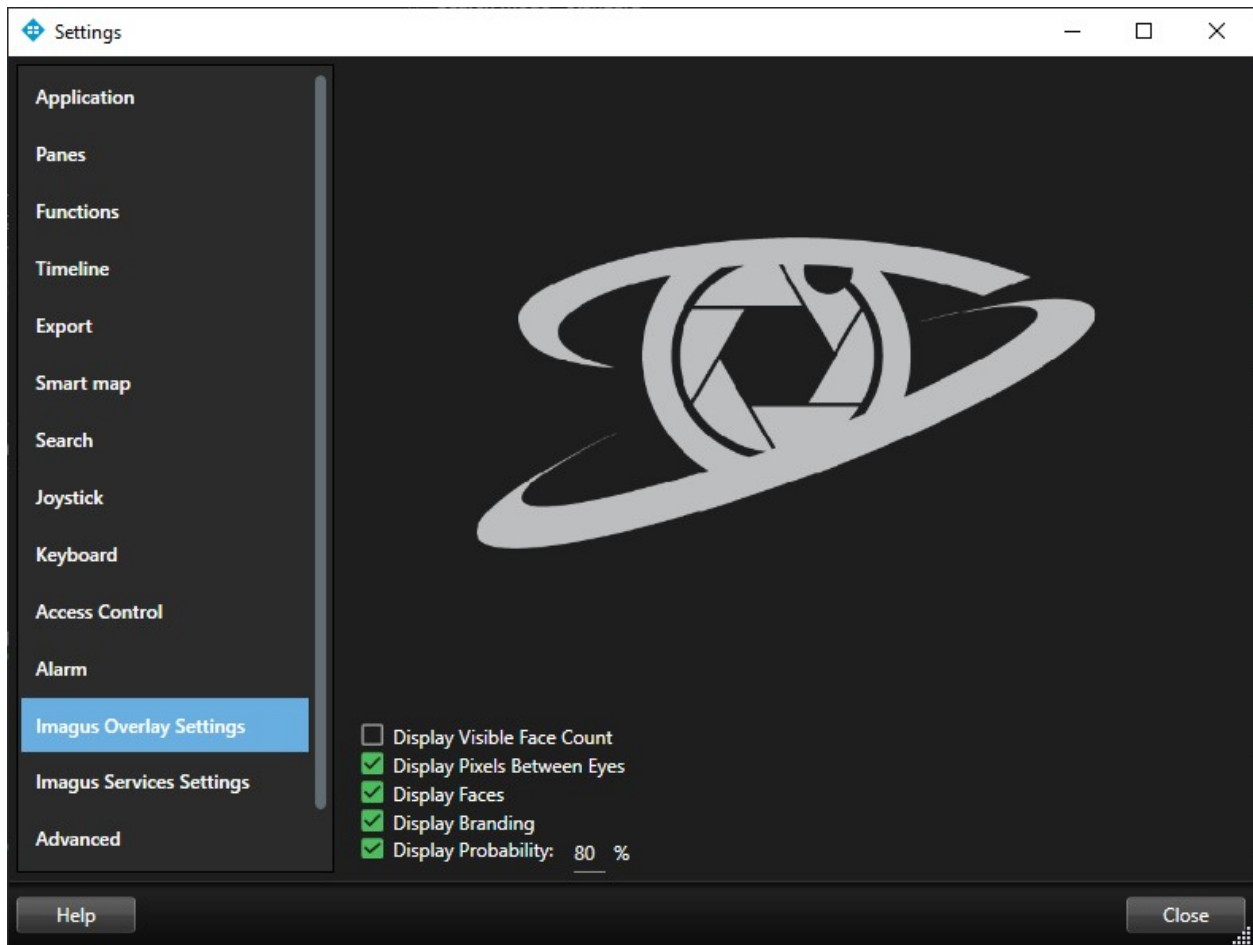 Settings
Application
Panes
Functions
Timeline
Export
Smart map
Search
Joystick
Keyboard
Access Control
Alarm
Imagus Overlay Settings
Imagus Services Settings
Advanced
Display Visible Face Count
Display Pixels Between Eyes
Display Faces
Display Branding
Display Probability: 80 %
Help
Close